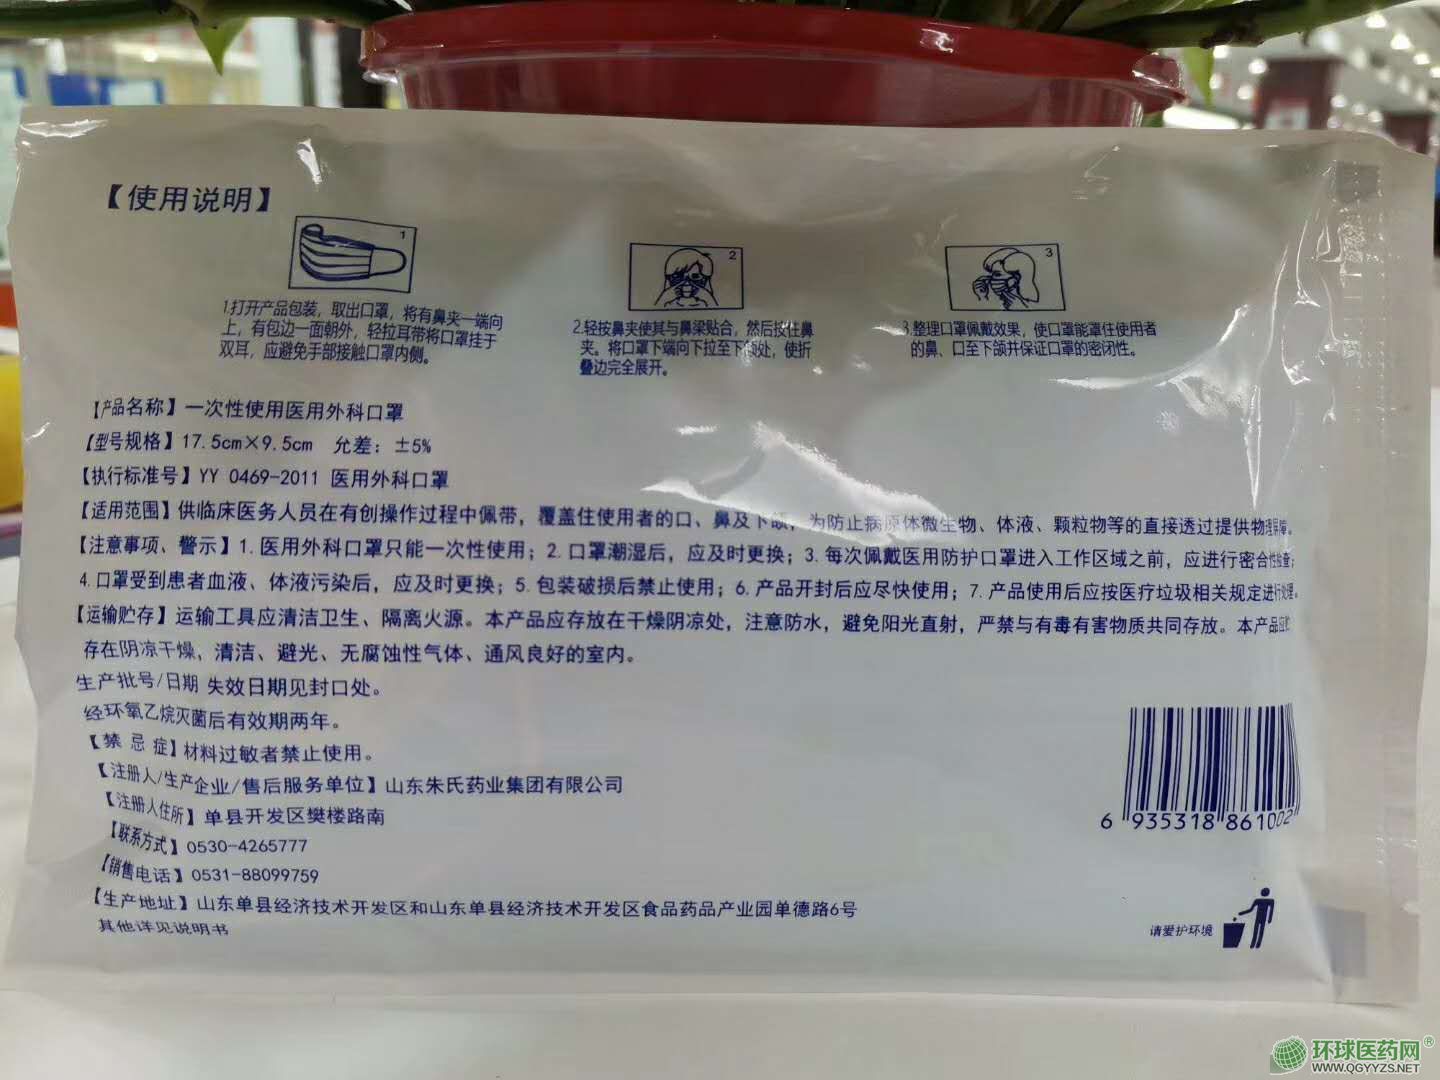 【使用说明】
1
2
3
1.打开产品包装，取出口罩，将有鼻夹一端向
上，有包边一面朝外，轻拉耳带将口罩挂于
双耳，应避免手部接触口罩内侧。
2.轻按鼻夹使其与鼻梁贴合，然后按住鼻
夹。将口罩下端向下拉至下颌处，使折
叠边完全展开。
3.整理口罩佩戴效果，使口罩能罩住使用者
的鼻、口至下颌并保证口罩的密闭性。
【产品名称】一次性使用医用外科口罩
【型号规格】17.5cm×9.5cm 允差：±5%
【执行标准号】YY 0469-2011 医用外科口罩
【适用范围】供临床医务人员在有创操作过程中佩带，覆盖住使用者的口、鼻及下颌，为防止病原体微生物、体液、颗粒物等的直接透过提供物理屏障。
【注意事项、警示】1.医用外科口罩只能一次性使用；2.口罩潮湿后，应及时更换；3.每次佩戴医用防护口罩进入工作区域之前，应进行密合性检查；
4.口罩受到患者血液、体液污染后，应及时更换；5.包装破损后禁止使用；6.产品开封后应尽快使用；7.产品使用后应按医疗垃圾相关规定进行处理。
【运输贮存】运输工具应清洁卫生、隔离火源。本产品应存放在干燥阴凉处，注意防水，避免阳光直射，严禁与有毒有害物质共同存放。本产品应贮
存在阴凉干燥，清洁、避光、无腐蚀性气体、通风良好的室内。
生产批号/日期 失效日期见封口处。
经环氧乙烷灭菌后有效期两年。
【禁 忌 症】材料过敏者禁止使用。
【注册人/生产企业/售后服务单位】山东朱氏药业集团有限公司
【注册人住所】单县开发区樊楼路南
【联系方式】0530-4265777
【销售电话】0531-88099759
【生产地址】山东单县经济技术开发区和山东单县经济技术开发区食品药品产业园单德路6号
其他详见说明书
6 935318 861002
请爱护环境
环球医药网®
WWW.QGYYZS.NET